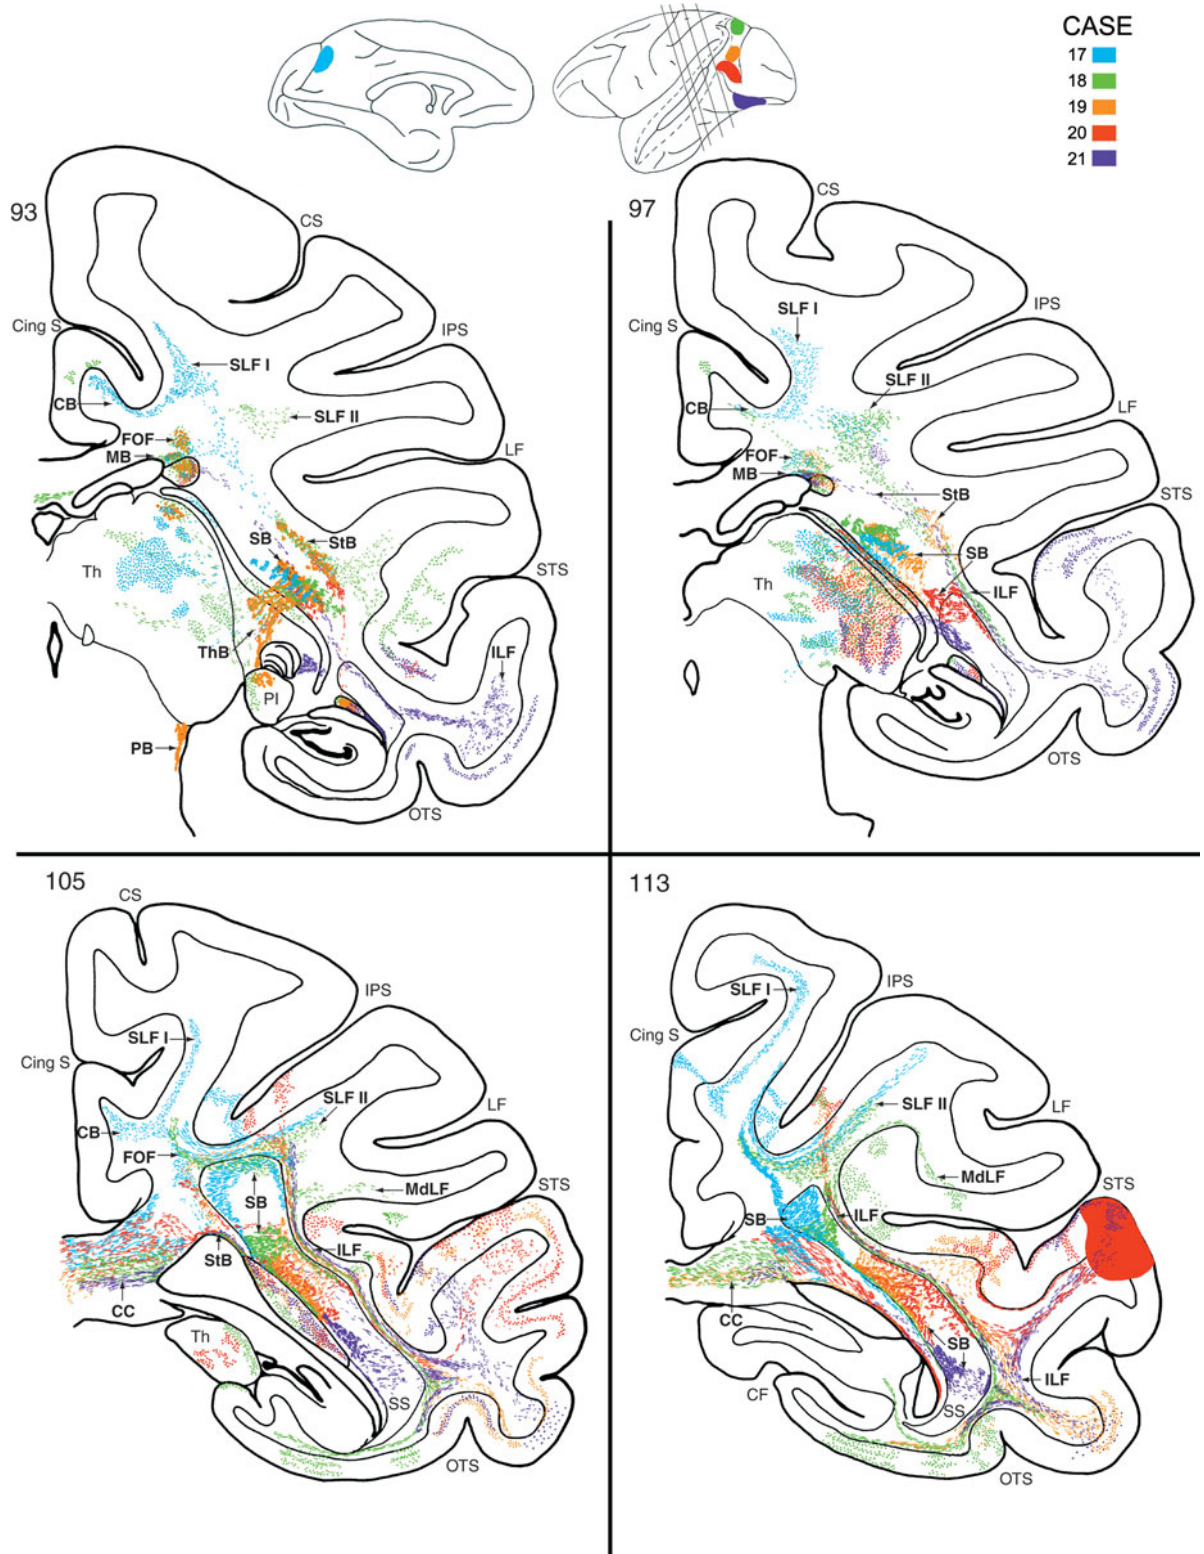 CASE
17
18
19
20
21
93
CS
Cing S
IPS
SLF I
CB
SLF II
FOF
MB
LF
SB
StB
Th
STS
ThB
ILF
PI
PB
OTS
97
CS
SLF I
IPS
Cing S
SLF II
CB
LF
FOF
MB
StB
STS
SB
Th
ILF
OTS
105
CS
IPS
SLF I
Cing S
SLF II
LF
CB
FOF
MdLF
STS
SB
StB
ILF
CC
Th
SS
OTS
113
IPS
SLF I
Cing S
SLF II
LF
MdLF
STS
SB
ILF
CC
SB
CF
ILF
SS
OTS